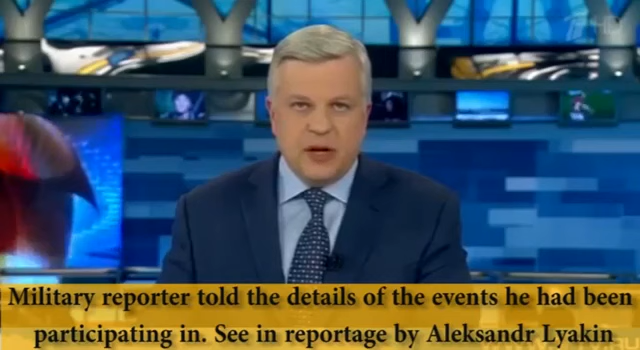 Military reporter told the details of the events he had been
participating in. See in reportage by Aleksandr Lyakin